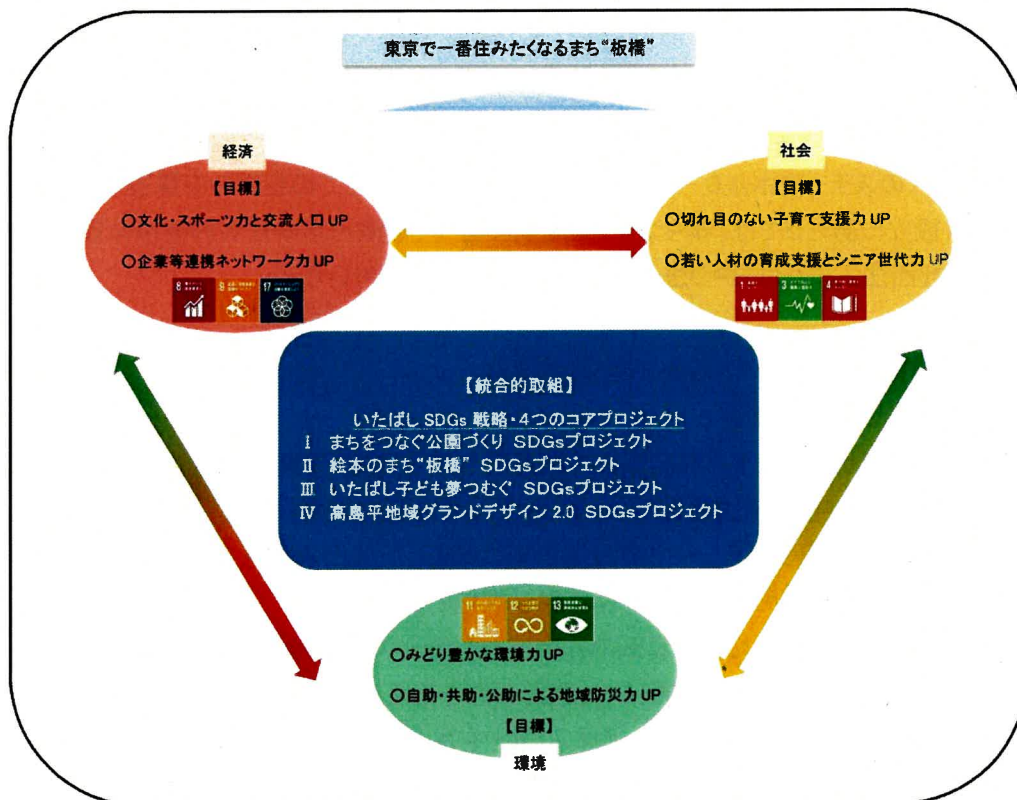 東京で一番住みたくなるまち“板橋”
経済
【目標】
○文化・スポーツ力と交流人口UP
○企業等連携ネットワーク力UP
8
9
17
社会
【目標】
○切れ目のない子育て支援力UP
○若い人材の育成支援とシニア世代力UP
1
3
4
【統合的取組】
いたばし SDGs 戦略・4つのコアプロジェクト
Ⅰ まちをつなぐ公園づくり SDGsプロジェクト
Ⅱ 絵本のまち“板橋” SDGsプロジェクト
Ⅲ いたばし子ども夢つむぐ SDGsプロジェクト
Ⅳ 高島平地域グランドデザイン 2.0 SDGsプロジェクト
11
12
13
○みどり豊かな環境力UP
○自助・共助・公助による地域防災力UP
【目標】
環境